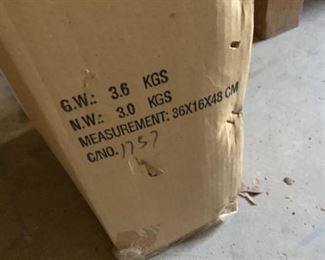 G.W.: 3.6 KGS
N.W.: 3.0 KGS
MEASUREMENT: 36X16X48 CM
C/NO. 1757